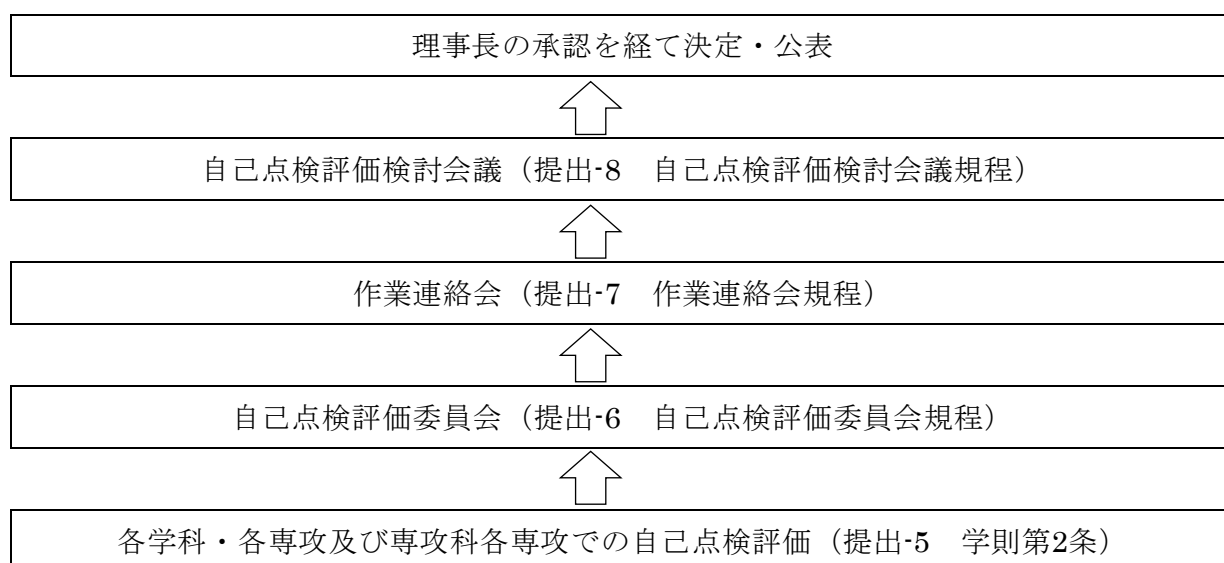 理事長の承認を経て決定・公表
自己点検評価検討会議（提出-8　自己点検評価検討会議規程）
作業連絡会（提出-7　作業連絡会規程）
自己点検評価委員会（提出-6　自己点検評価委員会規程）
各学科・各専攻及び専攻科各専攻での自己点検評価（提出-5　学則第2条）